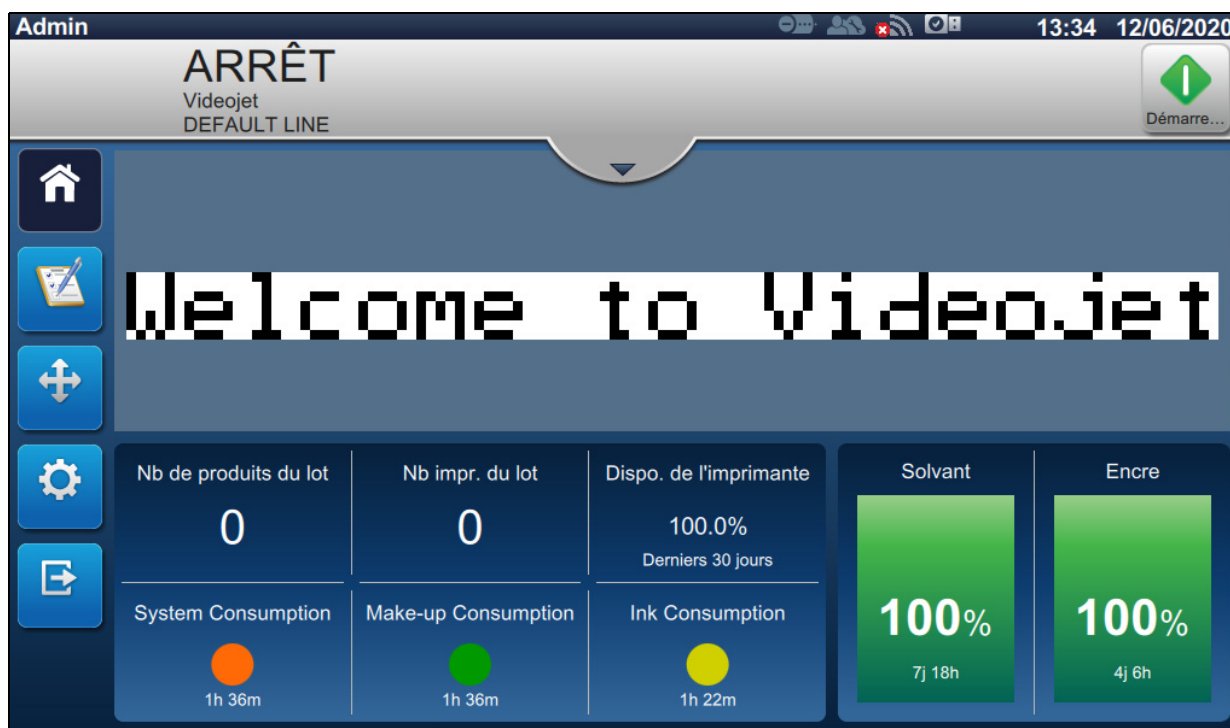 Admin 13:34 12/06/2020
ARRÊT
Videojet
DEFAULT LINE
Démarre...
Welcome to Videojet
Nb de produits du lot
0
Nb impr. du lot
0
Dispo. de l'imprimante
100.0%
Derniers 30 jours
System Consumption
1h 36m
Make-up Consumption
1h 36m
Ink Consumption
1h 22m
Solvant
100%
7j 18h
Encre
100%
4j 6h